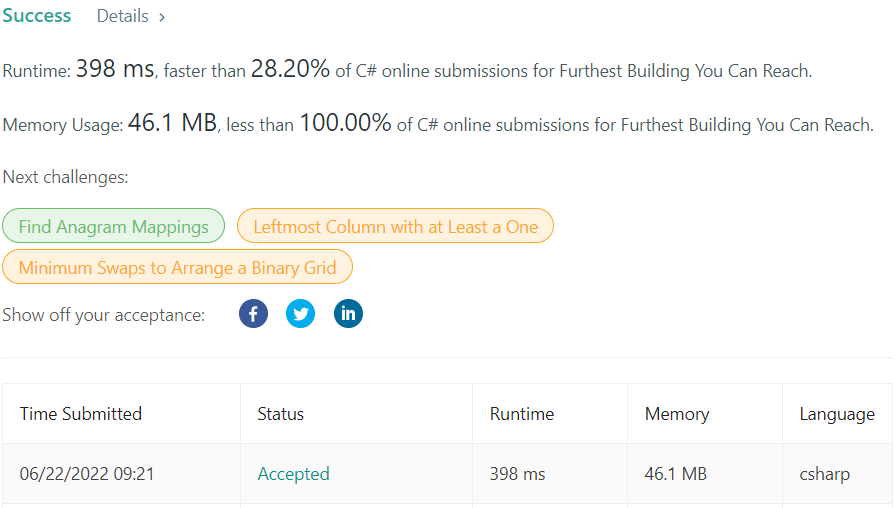 Success Details >
Runtime: 398 ms, faster than 28.20% of C# online submissions for Furthest Building You Can Reach.
Memory Usage: 46.1 MB, less than 100.00% of C# online submissions for Furthest Building You Can Reach.
Next challenges:
Find Anagram Mappings Leftmost Column with at Least a One
Minimum Swaps to Arrange a Binary Grid
Show off your acceptance: f in
Time Submitted Status Runtime Memory Language
06/22/2022 09:21 Accepted 398 ms 46.1 MB csharp